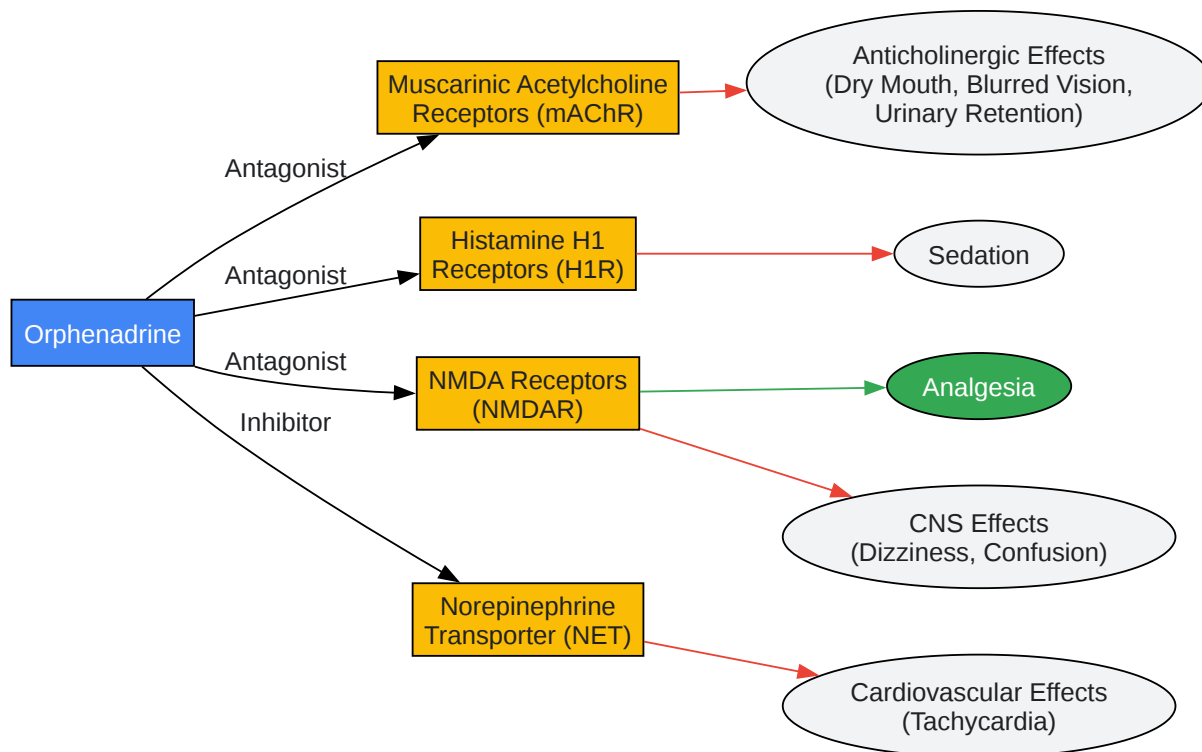 Anticholinergic Effects
(Dry Mouth, Blurred Vision,
Urinary Retention)
Muscarinic Acetylcholine
Receptors (mAChR)
Antagonist
Histamine H1
Receptors (H1R)
Sedation
Antagonist
Orphenadrine
Antagonist
NMDA Receptors
(NMDAR)
Analgesia
Inhibitor
CNS Effects
(Dizziness, Confusion)
Norepinephrine
Transporter (NET)
Cardiovascular Effects
(Tachycardia)